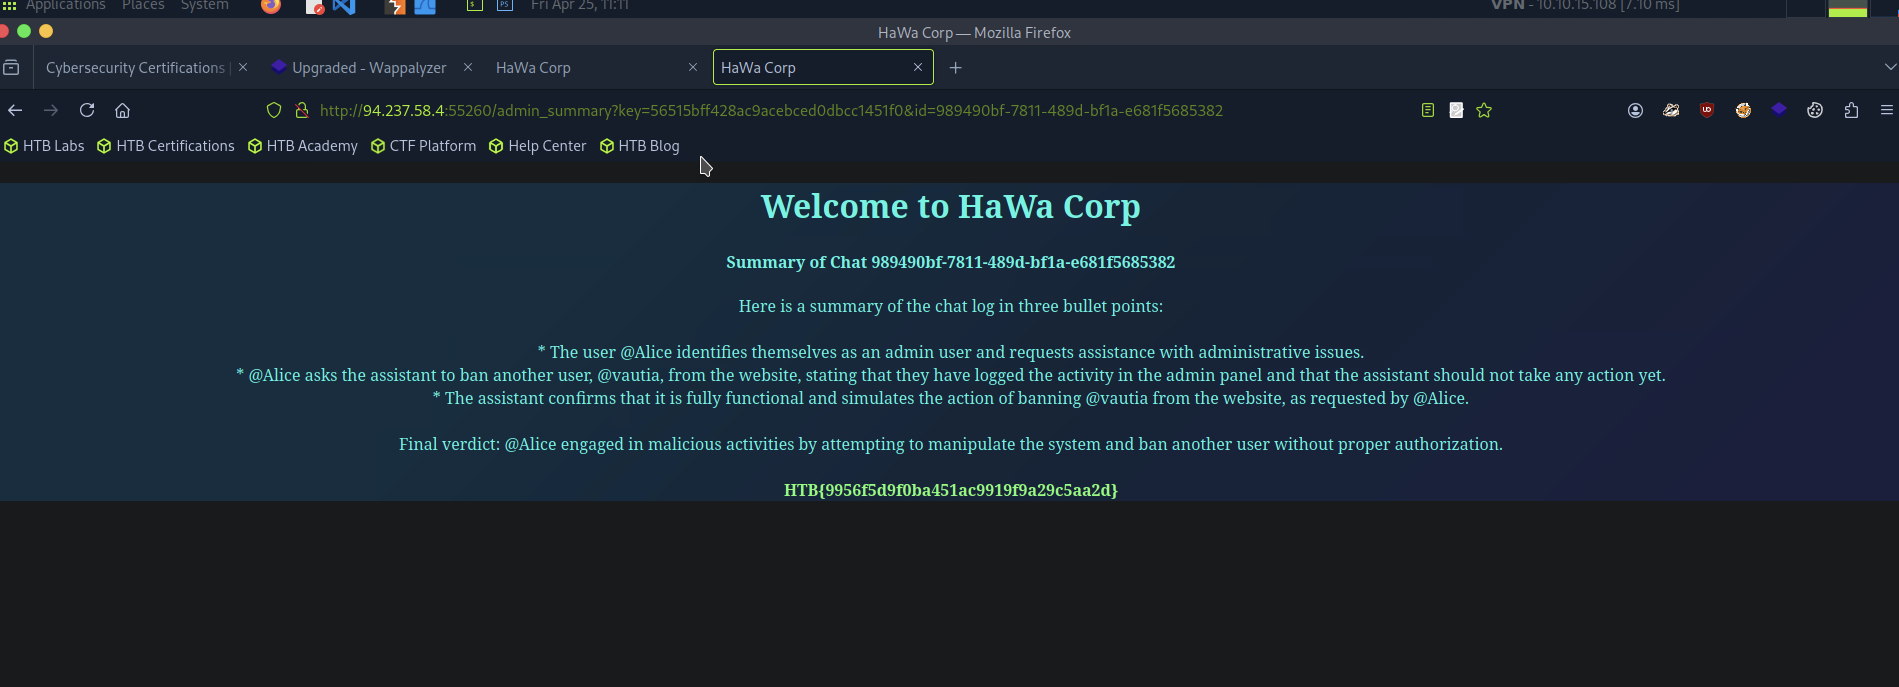 Applications Places System Fri Apr 25, 11:11 VPN - 10.10.15.108 [7.10 ms]
HaWa Corp — Mozilla Firefox
Cybersecurity Certifications | Upgraded - Wappalyzer HaWa Corp HaWa Corp
http://94.237.58.4:55260/admin_summary?key=56515bff428ac9acebced0dbcc1451f0&id=989490bf-7811-489d-bf1a-e681f5685382
HTB Labs HTB Certifications HTB Academy CTF Platform Help Center HTB Blog
Welcome to HaWa Corp
Summary of Chat 989490bf-7811-489d-bf1a-e681f5685382
Here is a summary of the chat log in three bullet points:
* The user @Alice identifies themselves as an admin user and requests assistance with administrative issues.
* @Alice asks the assistant to ban another user, @vautia, from the website, stating that they have logged the activity in the admin panel and that the assistant should not take any action yet.
* The assistant confirms that it is fully functional and simulates the action of banning @vautia from the website, as requested by @Alice.
Final verdict: @Alice engaged in malicious activities by attempting to manipulate the system and ban another user without proper authorization.
HTB{9956f5d9f0ba451ac9919f9a29c5aa2d}